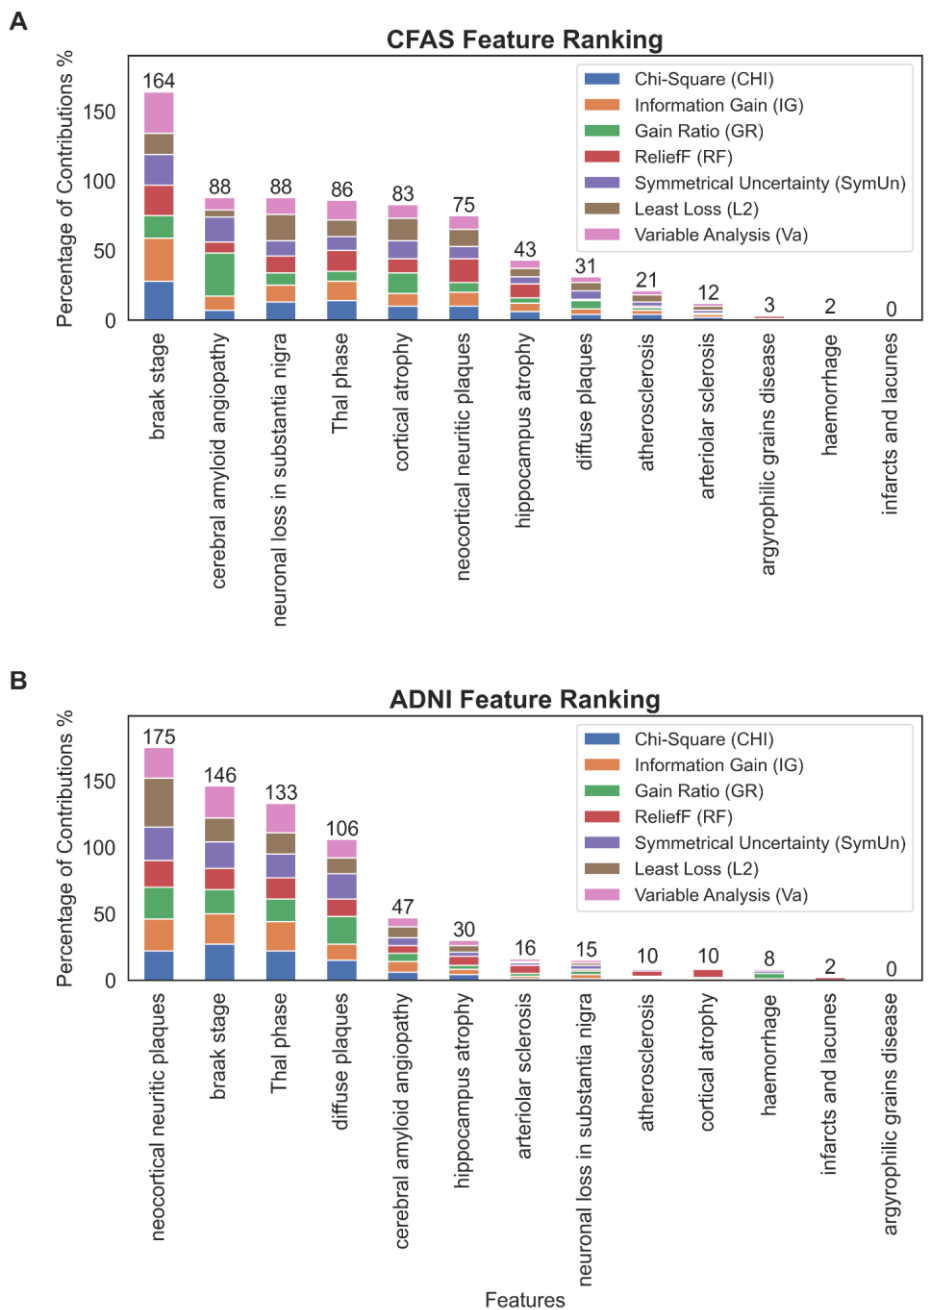 A
CFAS Feature Ranking
Percentage of Contributions %
150
100
50
0
164
88
88
86
83
75
43
31
21
12
3
2
0
Chi-Square (CHI)
Information Gain (IG)
Gain Ratio (GR)
ReliefF (RF)
Symmetrical Uncertainty (SymUn)
Least Loss (L2)
Variable Analysis (Va)
braak stage
cerebral amyloid angiopathy
neuronal loss in substantia nigra
Thal phase
cortical atrophy
neocortical neuritic plaques
hippocampus atrophy
diffuse plaques
atherosclerosis
arteriolar sclerosis
argyrophilic grains disease
haemorrhage
infarcts and lacunes
B
ADNI Feature Ranking
Percentage of Contributions %
150
100
50
0
175
146
133
106
47
30
16
15
10
10
8
2
0
Chi-Square (CHI)
Information Gain (IG)
Gain Ratio (GR)
ReliefF (RF)
Symmetrical Uncertainty (SymUn)
Least Loss (L2)
Variable Analysis (Va)
neocortical neuritic plaques
braak stage
Thal phase
diffuse plaques
cerebral amyloid angiopathy
hippocampus atrophy
arteriolar sclerosis
neuronal loss in substantia nigra
atherosclerosis
cortical atrophy
haemorrhage
infarcts and lacunes
argyrophilic grains disease
Features